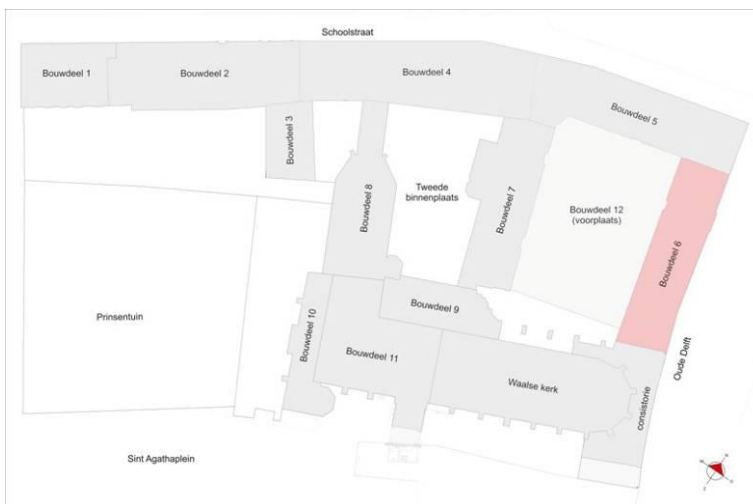 Schoolstraat
Bouwdeel 1
Bouwdeel 2
Bouwdeel 4
Bouwdeel 5
Bouwdeel 3
Bouwdeel 8
Tweede
binnenplaats
Bouwdeel 7
Bouwdeel 12
(voorplaats)
Bouwdeel 6
Prinsentuin
Bouwdeel 10
Bouwdeel 9
Bouwdeel 11
Waalse kerk
consistorie
Oude Delft
Sint Agathaplein